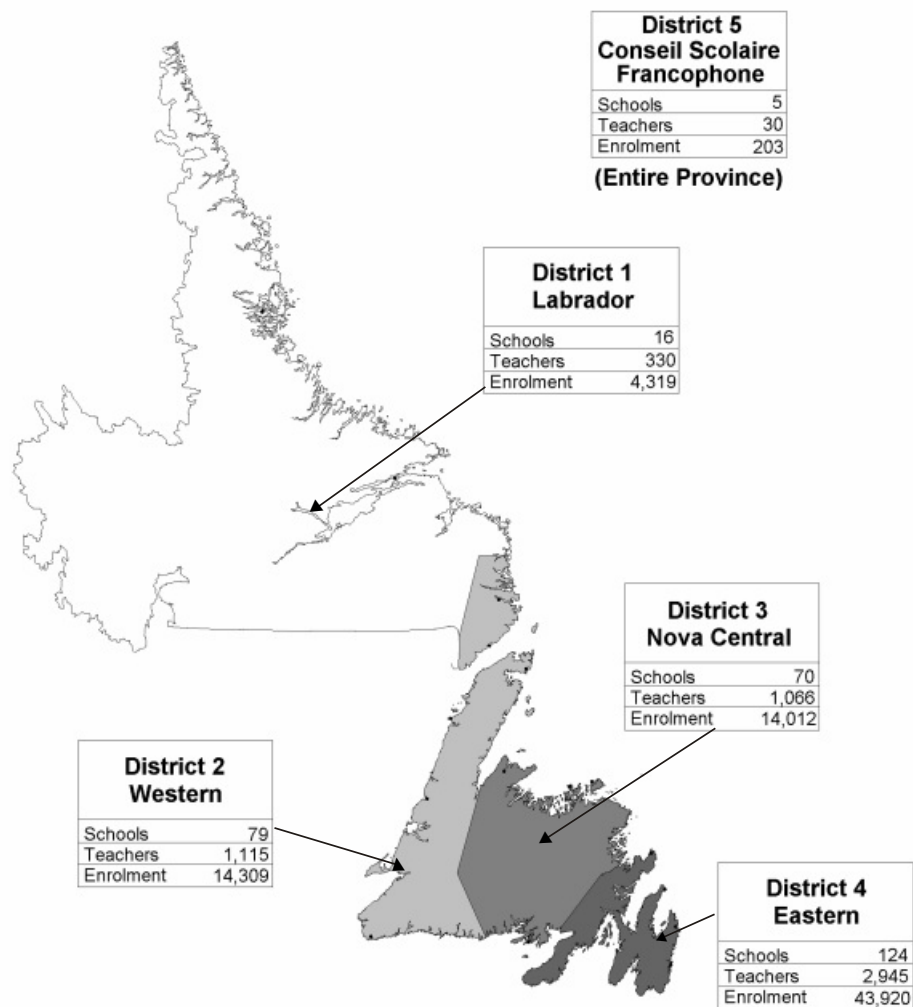 District 5
Conseil Scolaire
Francophone
Schools 5
Teachers 30
Enrolment 203
(Entire Province)
District 1
Labrador
Schools 16
Teachers 330
Enrolment 4,319
District 3
Nova Central
Schools 70
Teachers 1,066
Enrolment 14,012
District 2
Western
Schools 79
Teachers 1,115
Enrolment 14,309
District 4
Eastern
Schools 124
Teachers 2,945
Enrolment 43,920